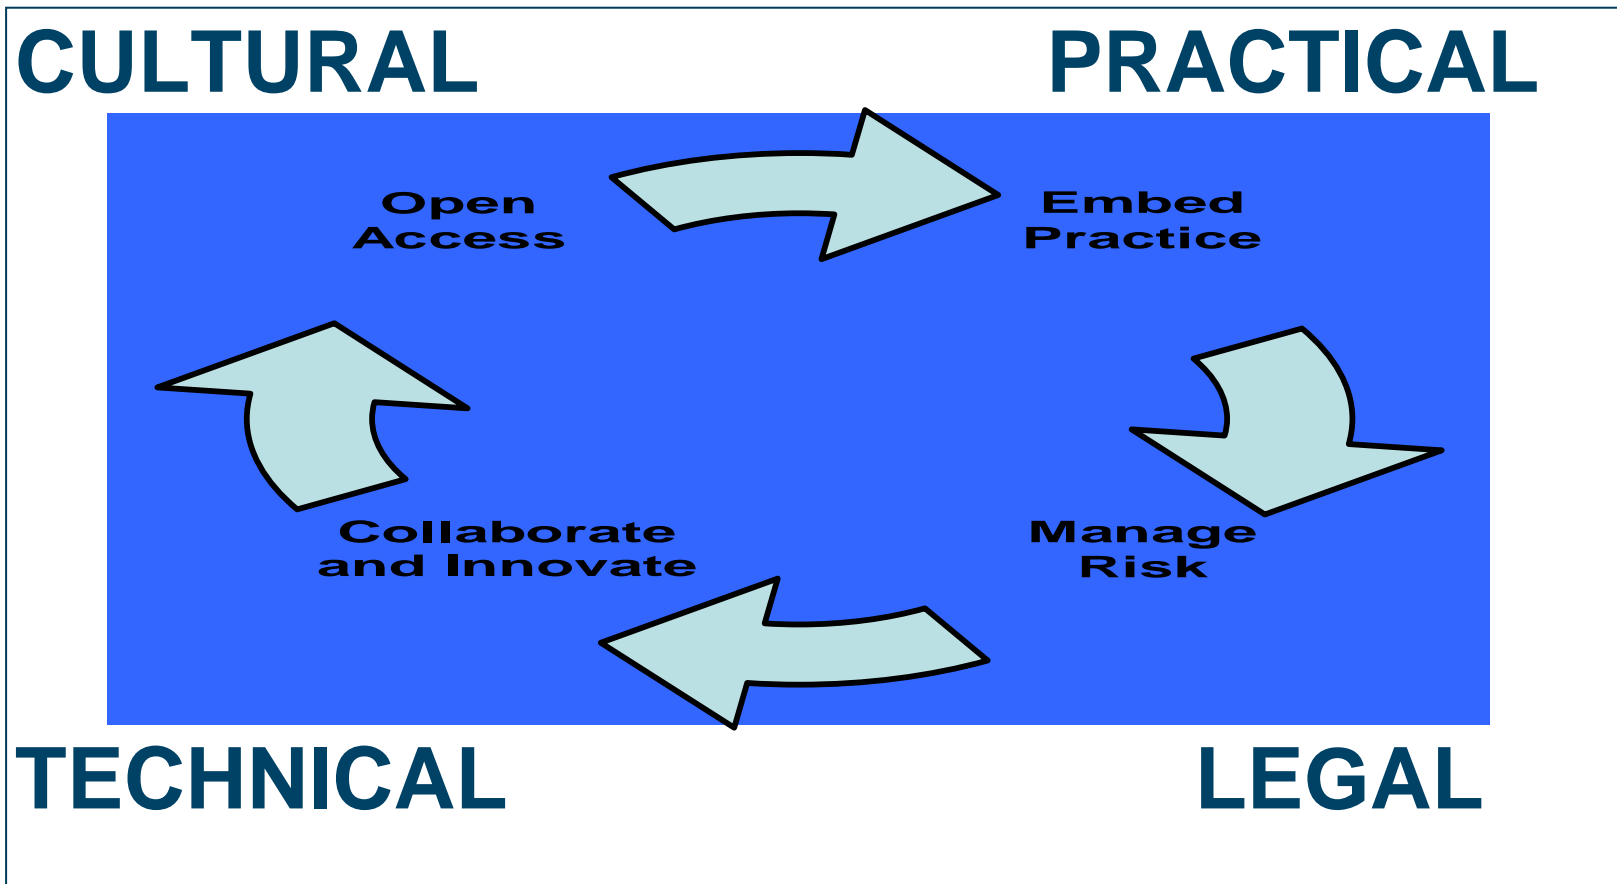 CULTURAL
PRACTICAL
Open
Access
Embed
Practice
Collaborate
and Innovate
Manage
Risk
TECHNICAL
LEGAL